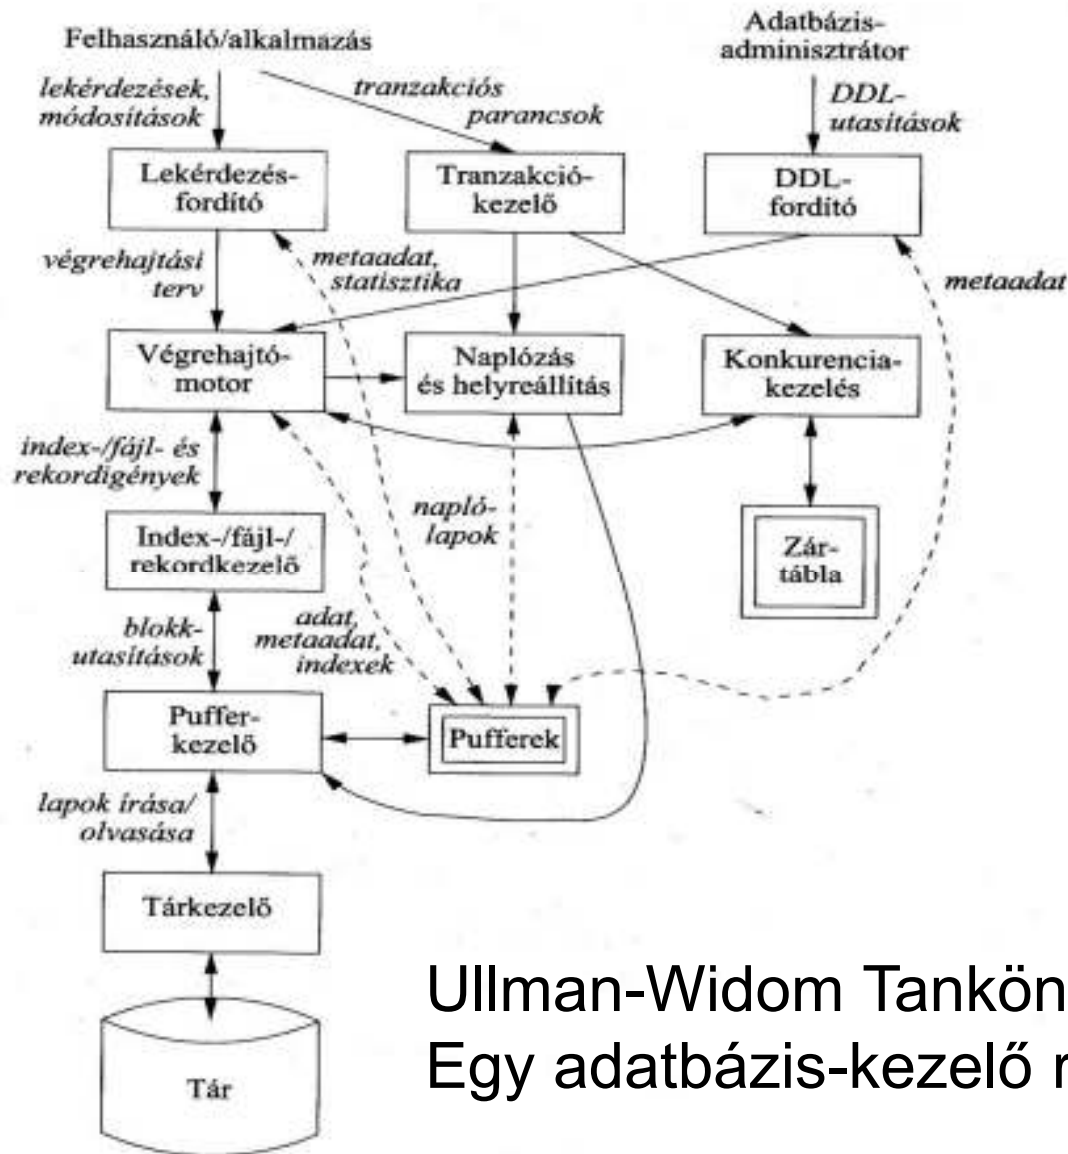 Felhasználó/alkalmazás
Adatbázis-
adminisztrátor
lekérdezések,
módosítások
tranzakciós
parancsok
DDL-
utasítások
Lekérdezés-
fordító
Tranzakció-
kezelő
DDL-
fordító
végrehajtási
terv
metaadat,
statisztika
metaadat
Végrehajtó-
motor
Naplózás
és helyreállítás
Konkurencia-
kezelés
index-/fájl- és
rekordigények
napló-
lapok
Index-/fájl-/
rekordkezelő
Zár-
tábla
blokk-
utasítások
adat,
metaadat,
indexek
Puffer-
kezelő
Pufferek
lapok írása/
olvasása
Tárkezelő
Tár
Ullman-Widom Tankön
Egy adatbázis-kezelő